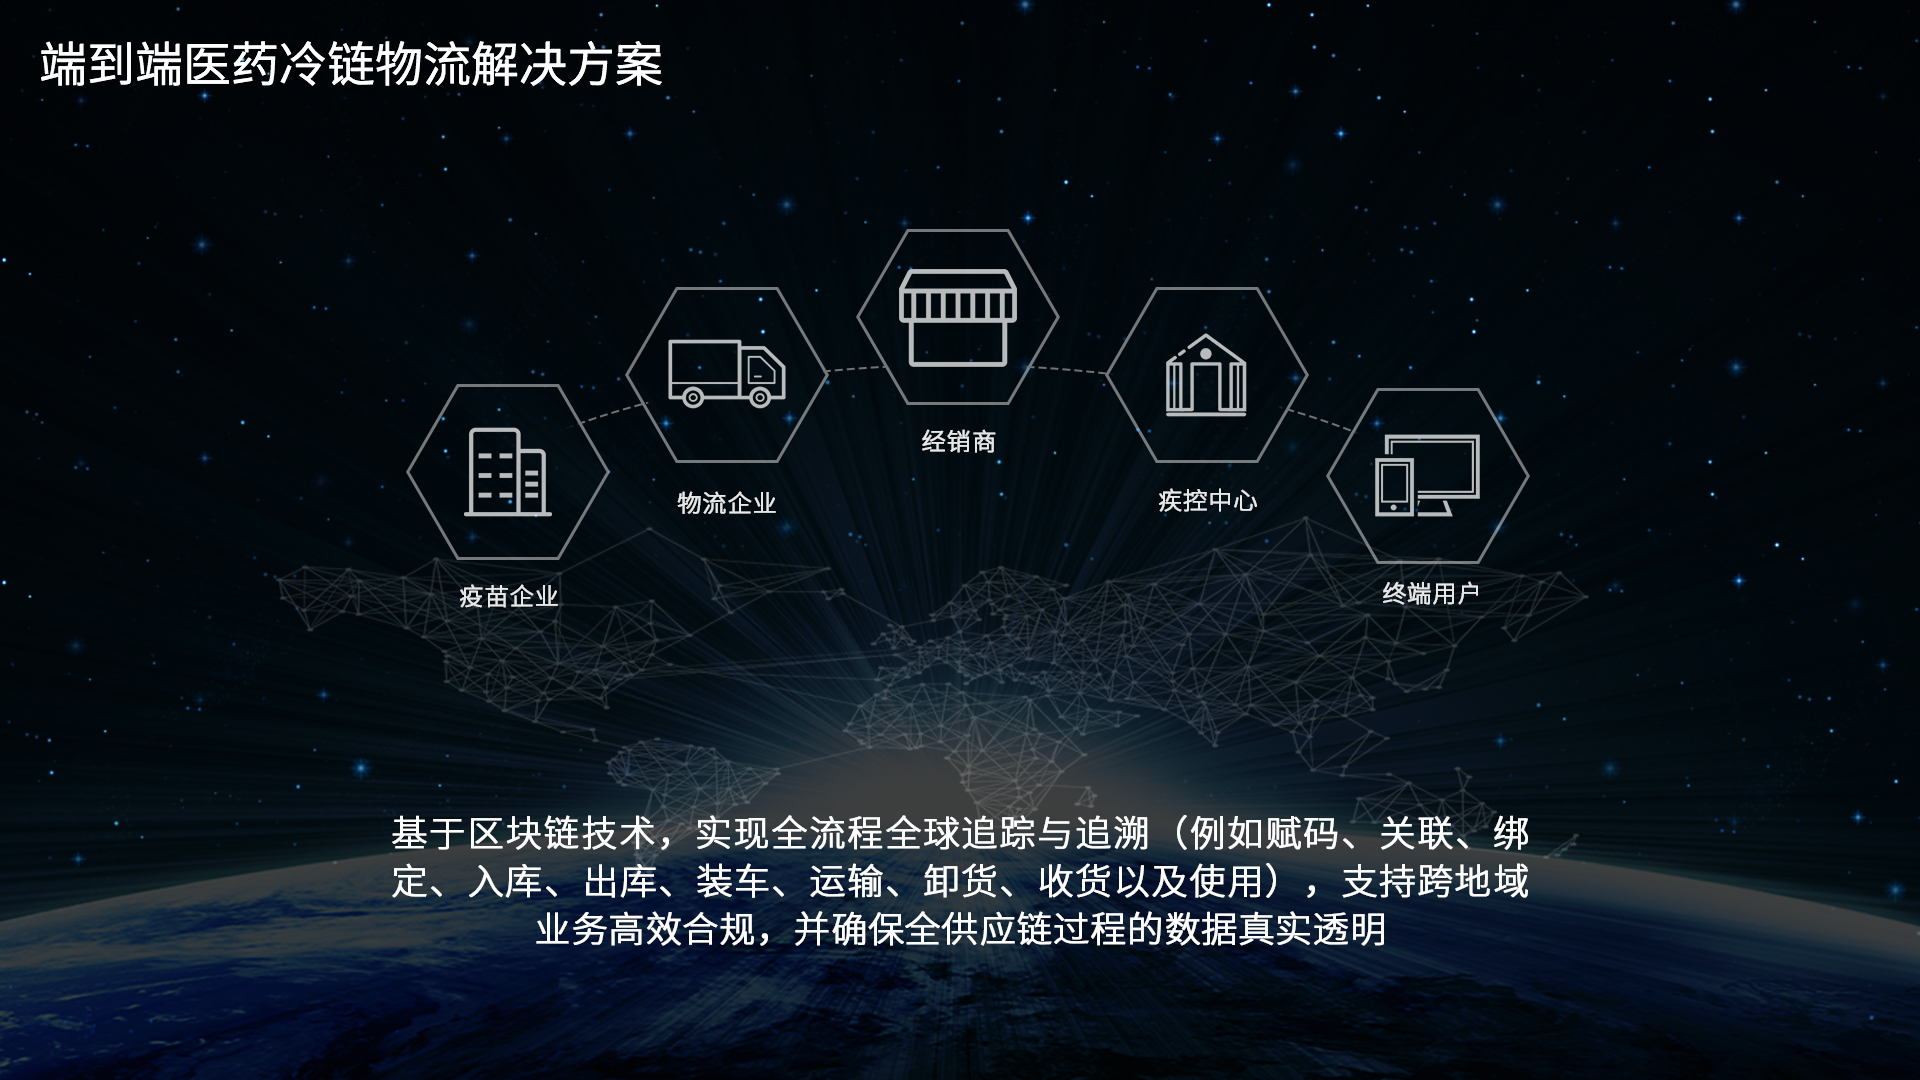 端到端医药冷链物流解决方案
经销商
物流企业
疾控中心
疫苗企业
终端用户
基于区块链技术，实现全流程全球追踪与追溯（例如赋码、关联、绑
定、入库、出库、装车、运输、卸货、收货以及使用），支持跨地域
业务高效合规，并确保全供应链过程的数据真实透明